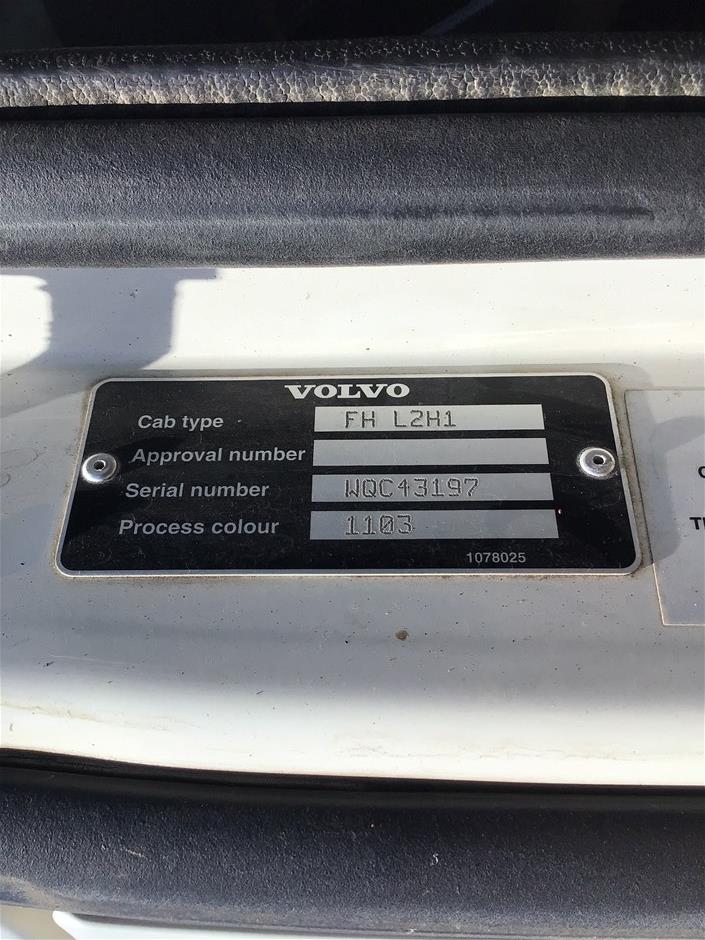 VOLVO
Cab type FH L2H1
Approval number
Serial number WQC43197
Process colour 1103
1078025